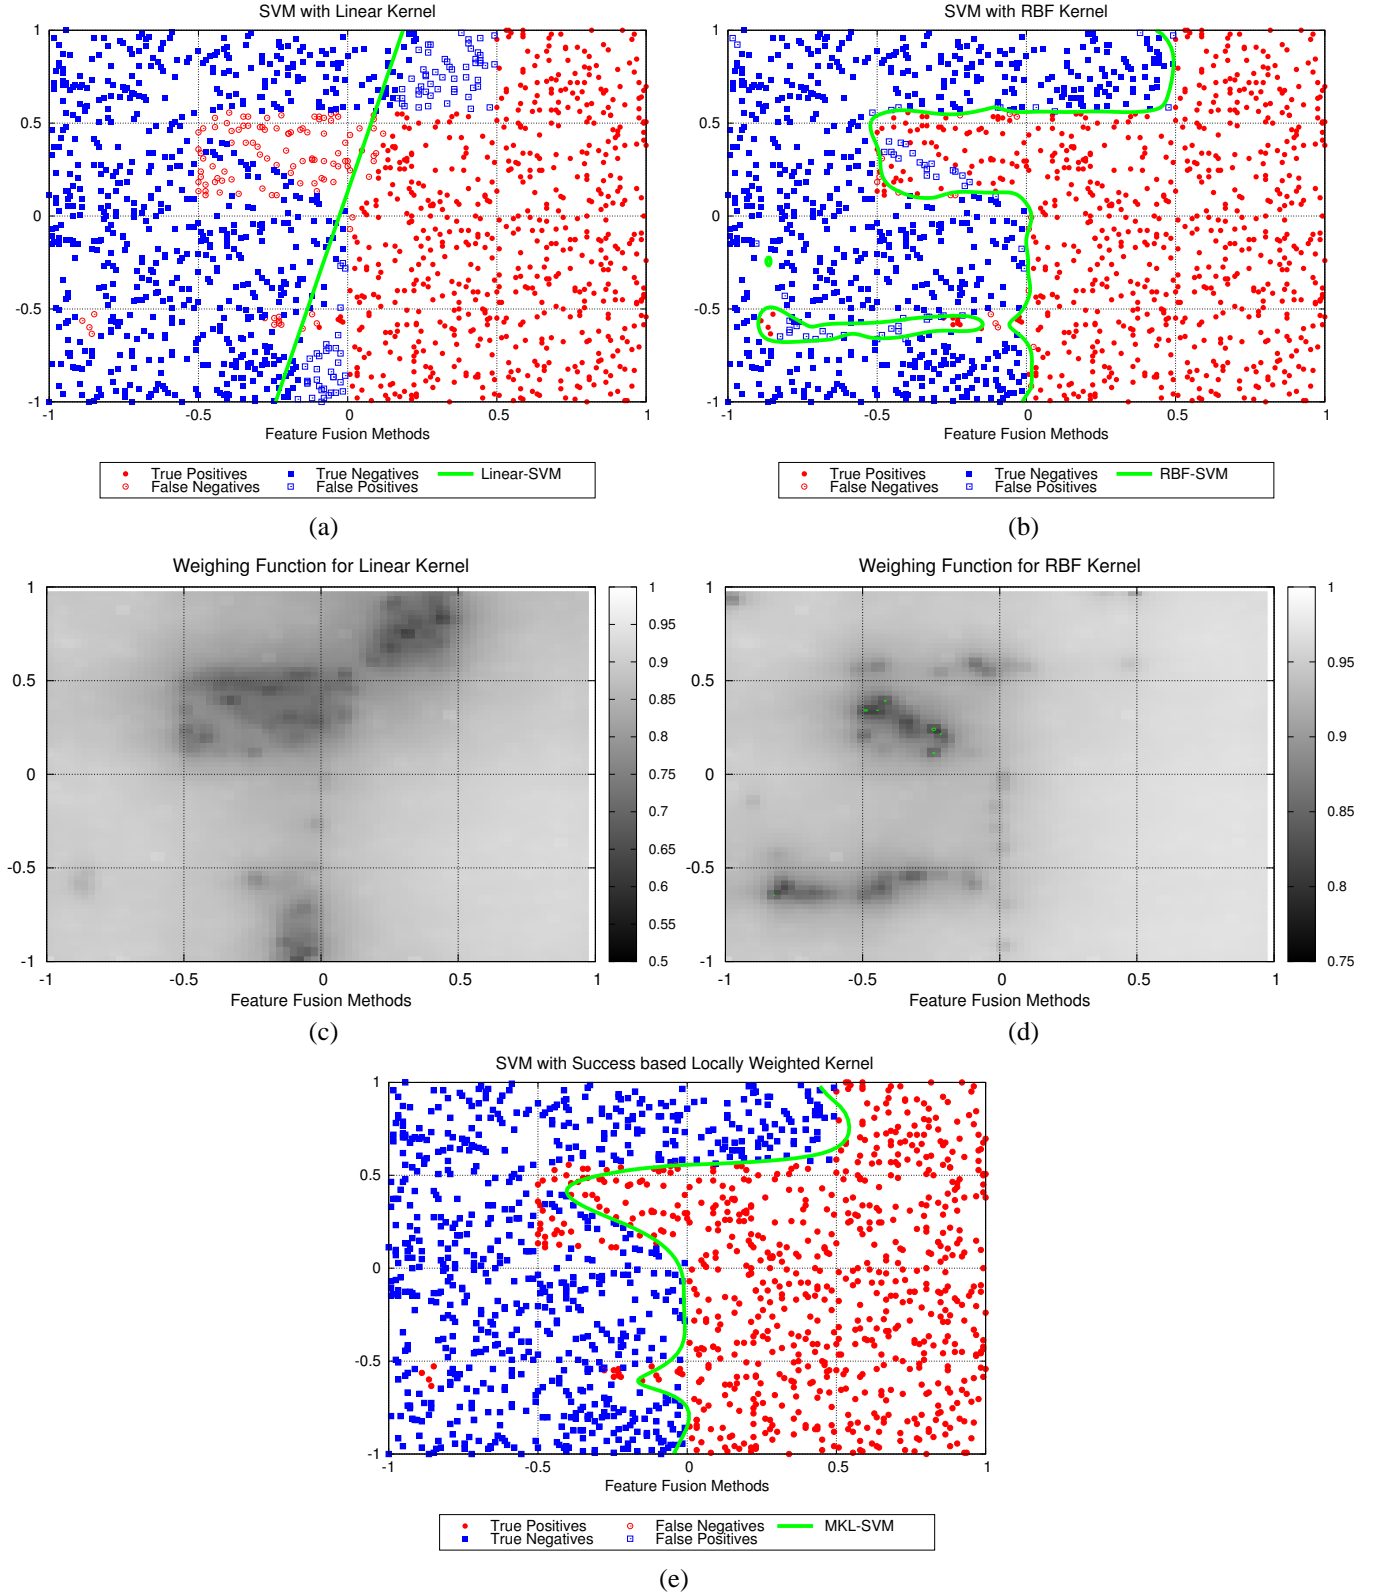 SVM with Linear Kernel
1
0.5
0
-0.5
-1
-1 -0.5 0 0.5 1
Feature Fusion Methods
True Positives True Negatives Linear-SVM
False Negatives False Positives
(a)
SVM with RBF Kernel
1
0.5
0
-0.5
-1
-1 -0.5 0 0.5 1
Feature Fusion Methods
True Positives True Negatives RBF-SVM
False Negatives False Positives
(b)
Weighing Function for Linear Kernel
1
0.5
0
-0.5
-1
-1 -0.5 0 0.5 1
1
0.95
0.9
0.85
0.8
0.75
0.7
0.65
0.6
0.55
0.5
Feature Fusion Methods
(c)
Weighing Function for RBF Kernel
1
0.5
0
-0.5
-1
-1 -0.5 0 0.5 1
1
0.95
0.9
0.85
0.8
0.75
Feature Fusion Methods
(d)
SVM with Success based Locally Weighted Kernel
1
0.5
0
-0.5
-1
-1 -0.5 0 0.5 1
Feature Fusion Methods
True Positives False Negatives MKL-SVM
True Negatives False Positives
(e)